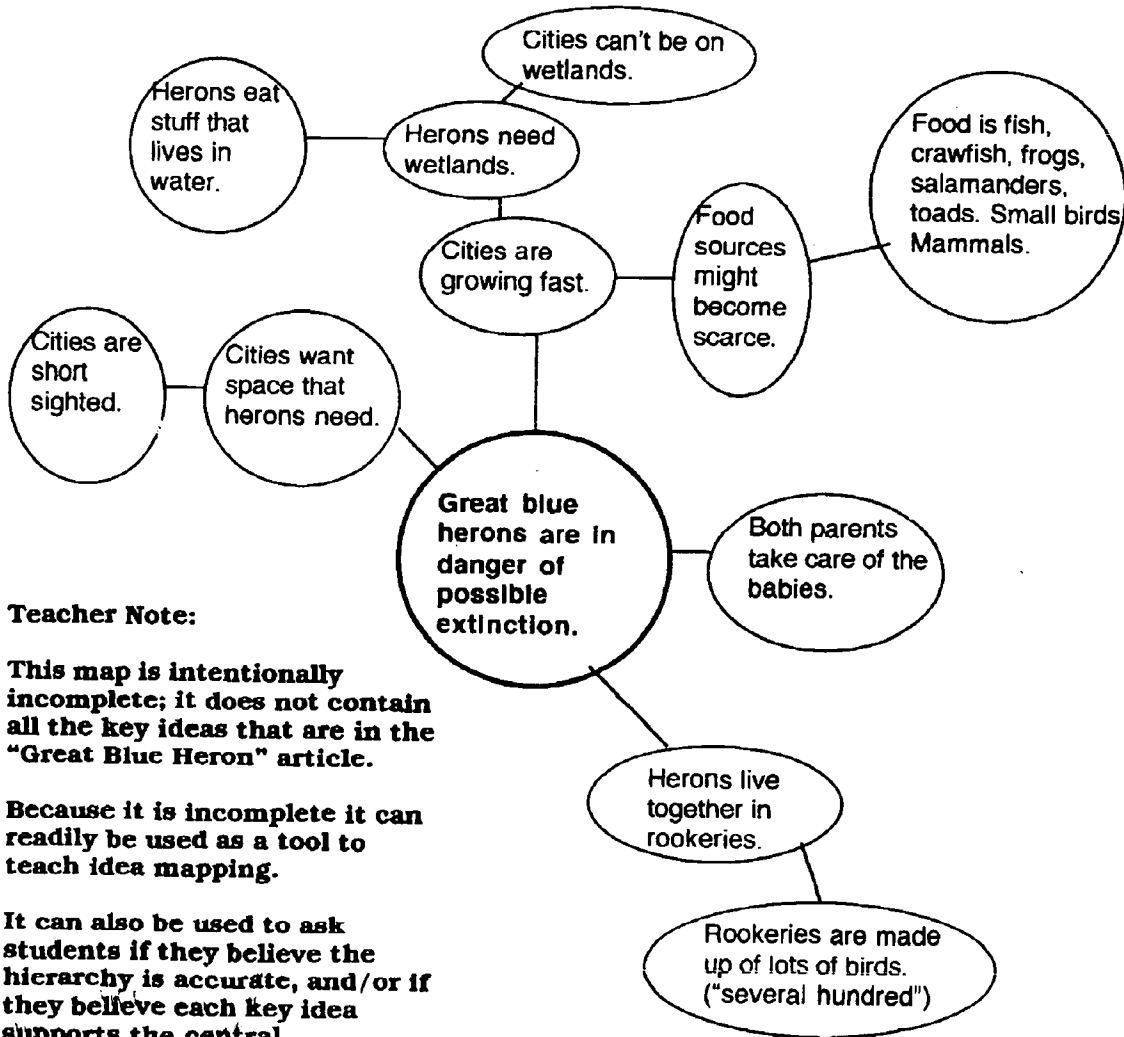 Cities can't be on
wetlands.
Herons eat
stuff that
lives in
water.
Herons need
wetlands.
Food is fish,
crawfish, frogs,
salamanders,
toads. Small birds
Mammals.
Cities are
growing fast.
Food
sources
might
become
scarce.
Cities are
short
sighted.
Cities want
space that
herons need.
Great blue
herons are in
danger of
possible
extinction.
Both parents
take care of the
babies.
Herons live
together in
rookeries.
Rookeries are made
up of lots of birds.
("several hundred")
Teacher Note:
This map is intentionally
incomplete; it does not contain
all the key ideas that are in the
"Great Blue Heron" article.
Because it is incomplete it can
readily be used as a tool to
teach idea mapping.
It can also be used to ask
students if they believe the
hierarchy is accurate, and/or if
they believe each key idea
supports the central